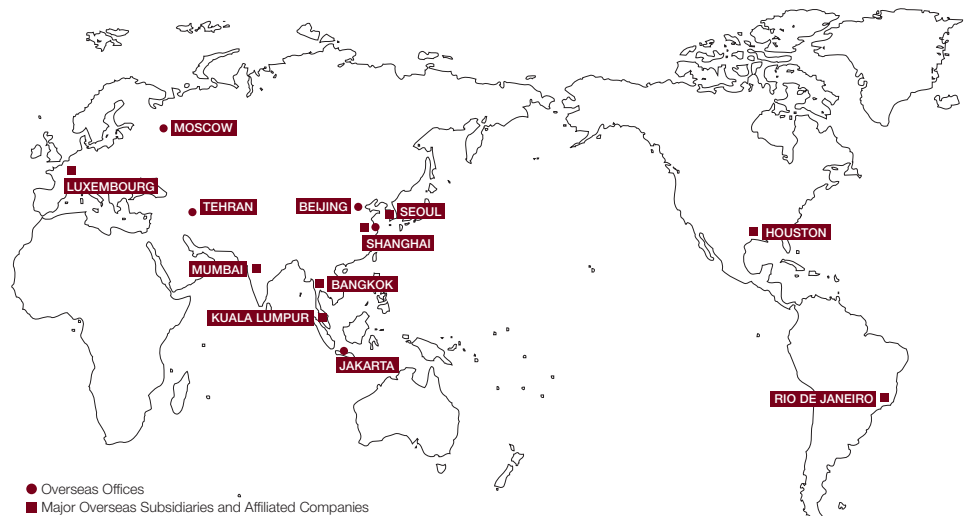 MOSCOW
LUXEMBOURG
TEHRAN
BEIJING
SEOUL
SHANGHAI
HOUSTON
MUMBAI
BANGKOK
KUALA LUMPUR
JAKARTA
RIO DE JANEIRO
Overseas Offices
Major Overseas Subsidiaries and Affiliated Companies